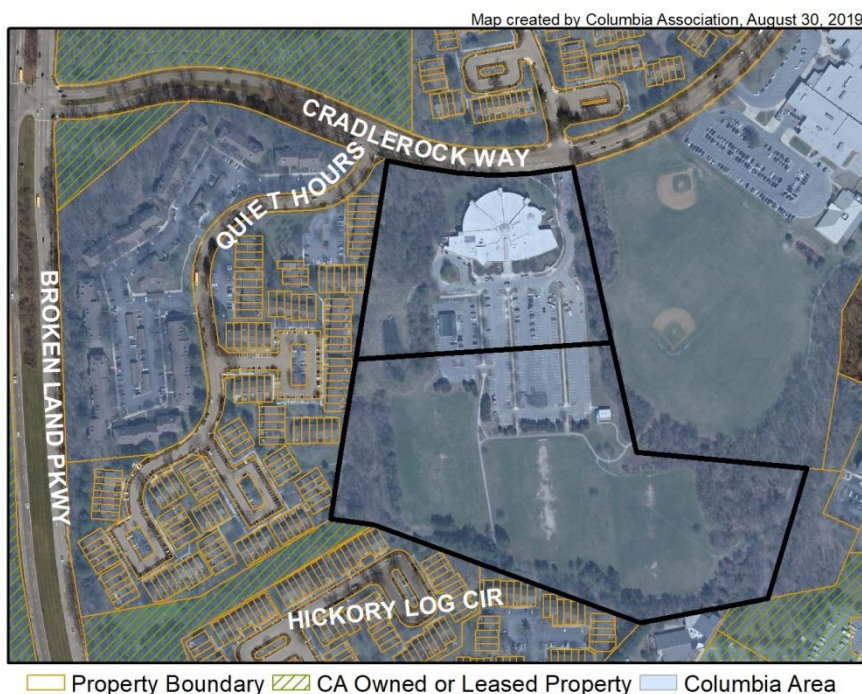 Map created by Columbia Association, August 30, 2019
CRADLEROCK WAY
QUIET HOURS
BROKEN LAND PKWY
HICKORY LOG CIR
Property Boundary CA Owned or Leased Property Columbia Area